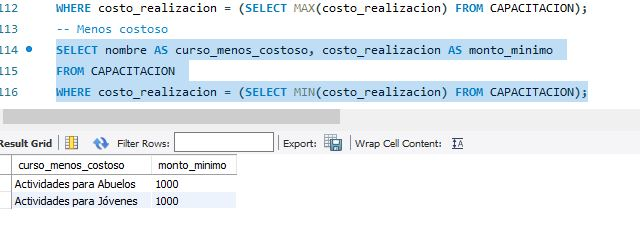 112 WHERE costo_realizacion = (SELECT MAX(costo_realizacion) FROM CAPACITACION);
113 -- Menos costoso
114 SELECT nombre AS curso_menos_costoso, costo_realizacion AS monto_minimo
115 FROM CAPACITACION
116 WHERE costo_realizacion = (SELECT MIN(costo_realizacion) FROM CAPACITACION);
Result Grid Filter Rows: Export: Wrap Cell Content: IA
curso_menos_costoso monto_minimo
Actividades para Abuelos 1000
Actividades para Jóvenes 1000